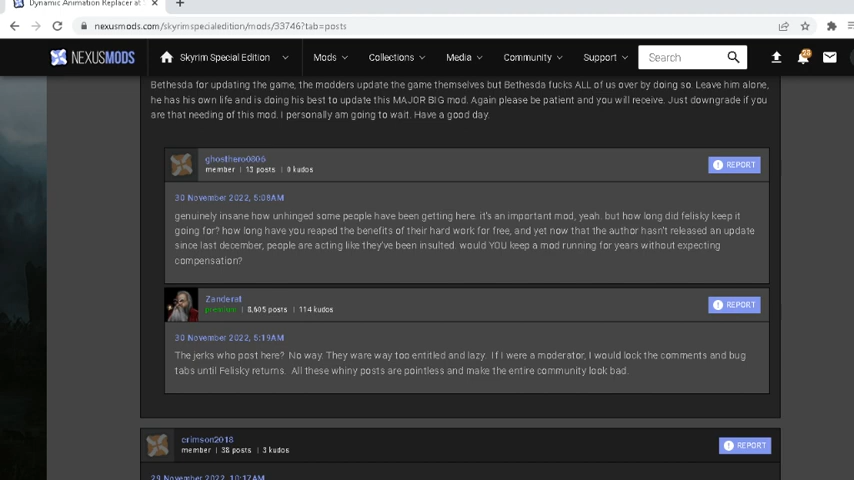 Dynamic Animation Replacer at
nexusmods.com/skyrimspecialedition/mods/33746?tab=posts
NEXUSMODS Skyrim Special Edition Mods Collections Media Community Support Search
Bethesda for updating the game, the modders update the game themselves but Bethesda fucks ALL of us over by doing so. Leave him alone,
he has his own life and is doing his best to update this MAJOR BIG mod. Again please be patient and you will receive. Just downgrade if you
are that needing of this mod. I personally am going to wait. Have a good day.
ghosthero0806 REPORT
member | 13 posts | 0 kudos
30 November 2022, 5:08AM
genuinely insane how unhinged some people have been getting here. it's an important mod, yeah. but how long did felisky keep it
going for? how long have you reaped the benefits of their hard work for free, and yet now that the author hasn't released an update
since last december, people are acting like they've been insulted. would YOU keep a mod running for years without expecting
compensation?
Zanderat REPORT
premium | 8,605 posts | 114 kudos
30 November 2022, 5:19AM
The jerks who post here? No way. They ware way too entitled and lazy. If I were a moderator, I would lock the comments and bug
tabs until Felisky returns. All these whiny posts are pointless and make the entire community look bad.
crimson2018 REPORT
member | 38 posts | 3 kudos
29 November 2022, 10:17AM